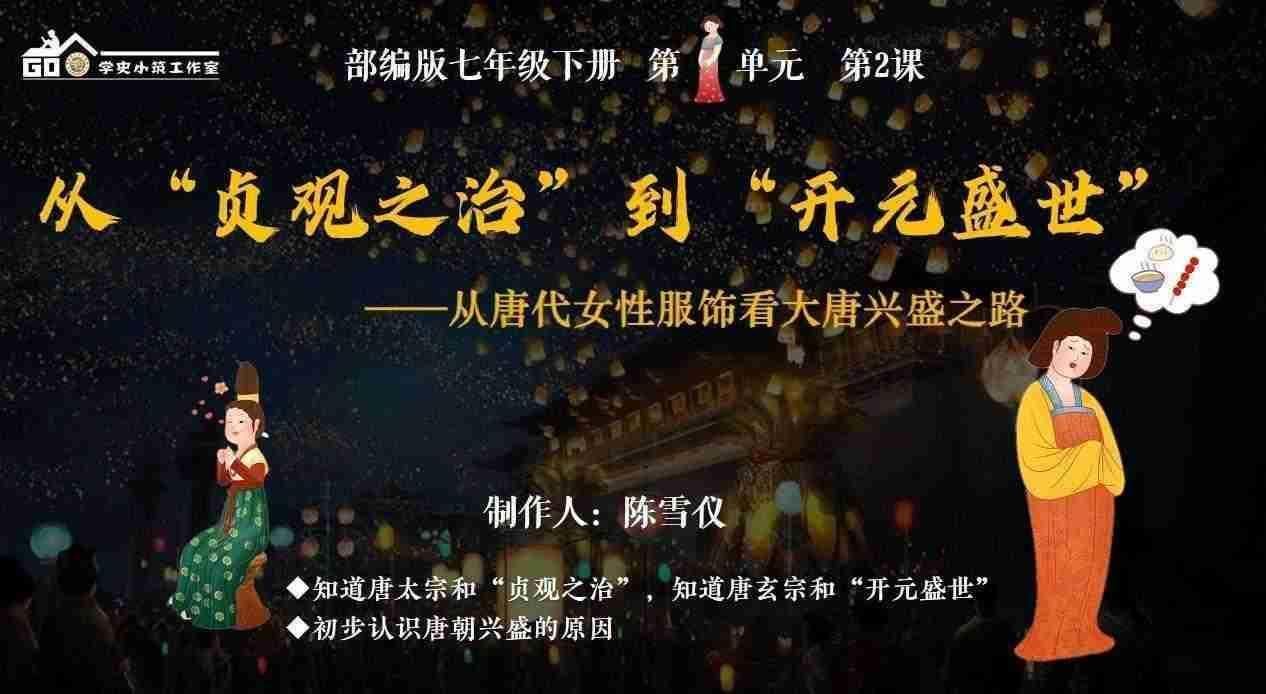 GO 学史小筑工作室
部编版七年级下册 第 单元 第2课
从“贞观之治”到“开元盛世”
——从唐代女性服饰看大唐兴盛之路
制作人：陈雪仪
◆知道唐太宗和“贞观之治”，知道唐玄宗和“开元盛世”
◆初步认识唐朝兴盛的原因